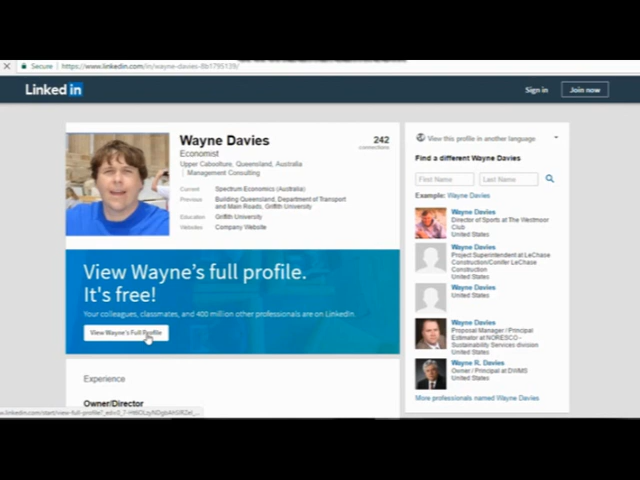 Secure https://www.linkedin.com/in/wayne-davies-8b1795139/
Linked in
Sign in
Join now
Wayne Davies
242
connections
Economist
Upper Caboolture, Queensland, Australia
Management Consulting
Current Spectrum Economics (Australia)
Previous Building Queensland, Department of Transport
and Main Roads, Griffith University
Education Griffith University
Websites Company Website
View Wayne's full profile.
It's free!
Your colleagues, classmates, and 400 million other professionals are on LinkedIn.
View Wayne's Full Profile
Experience
Owner/Director
View this profile in another language
Find a different Wayne Davies
First Name
Last Name
Example: Wayne Davies
Wayne Davies
Director of Sports at The Westmoor
Club
United States
Wayne Davies
Project Superintendent at LeChase
Construction/Conifer LeChase
Construction
United States
Wayne Davies
United States
Wayne Davies
Proposal Manager / Principal
Estimator at NORESCO -
Sustainability Services division
United States
Wayne R. Davies
Owner / Principal at DWMS
United States
More professionals named Wayne Davies